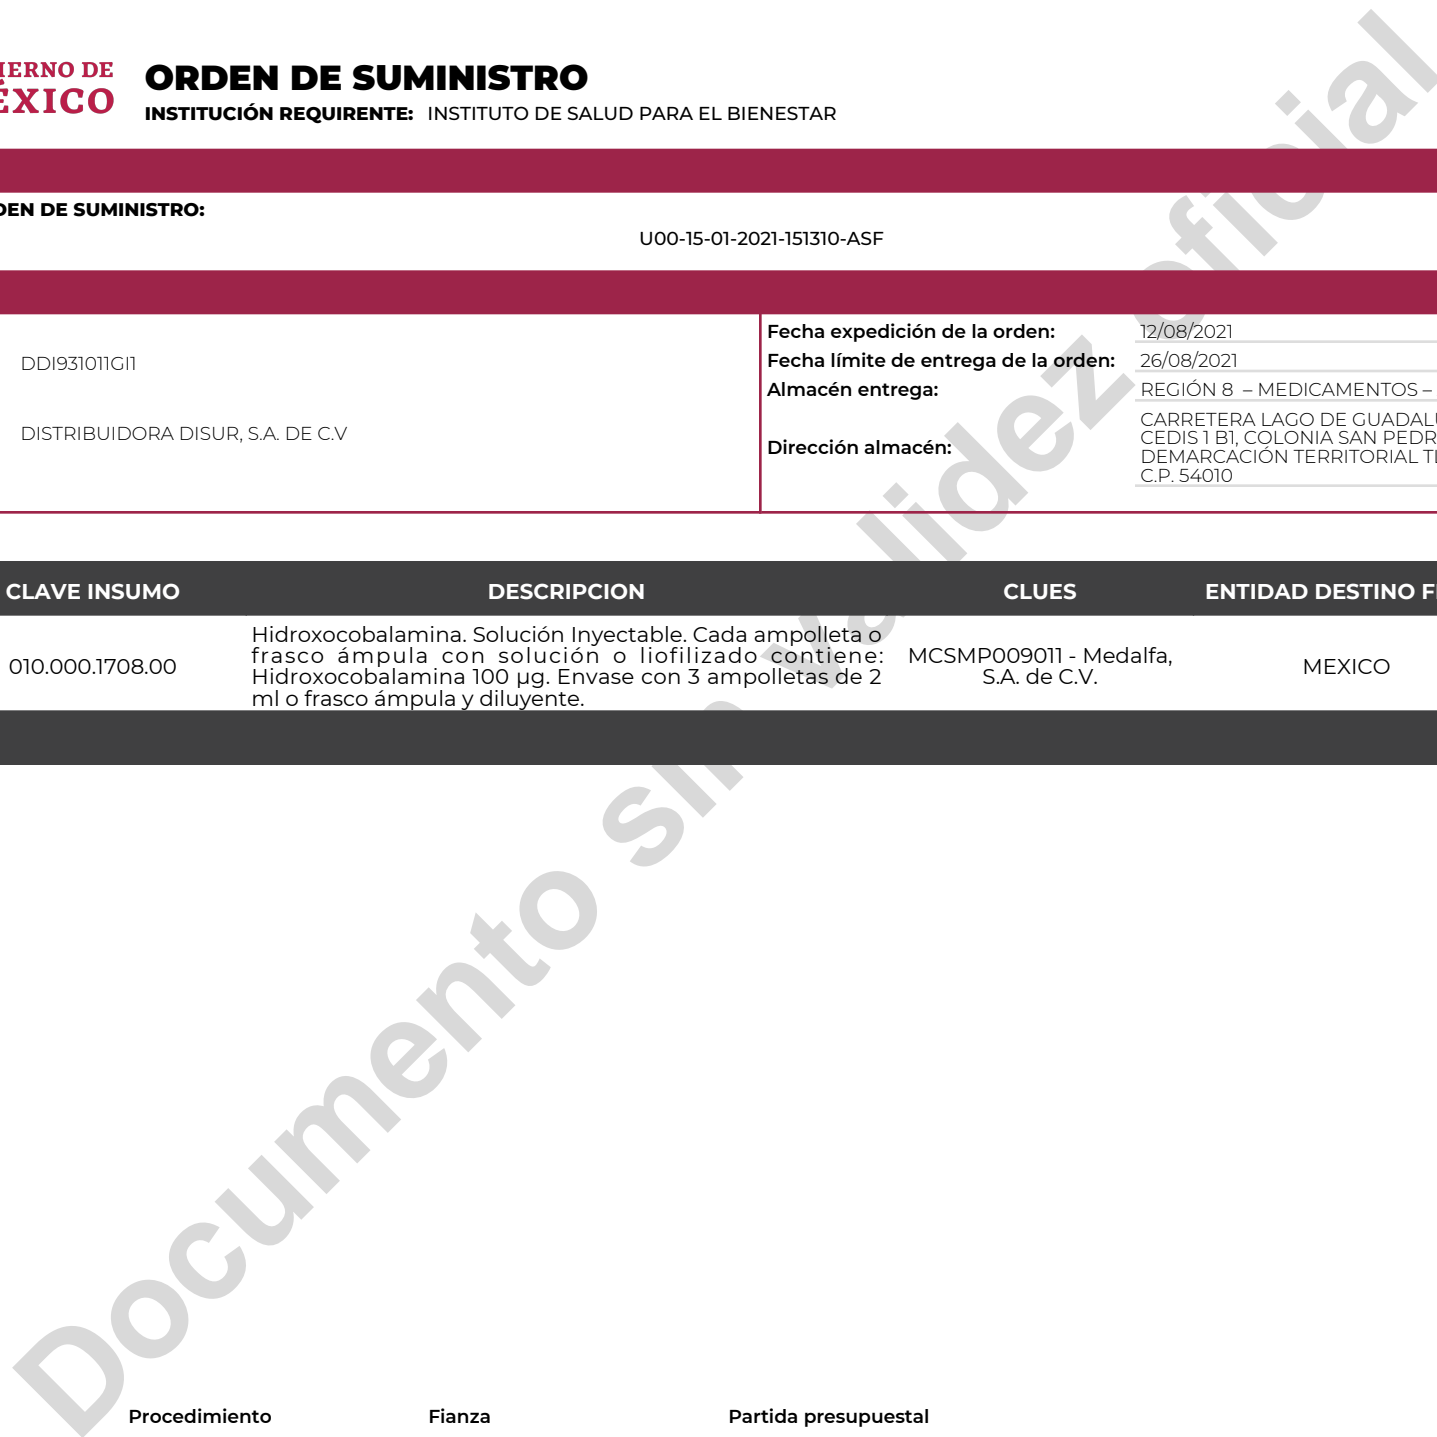 IERNO DE
ÉXICO
ORDEN DE SUMINISTRO
INSTITUCIÓN REQUIRENTE: INSTITUTO DE SALUD PARA EL BIENESTAR
DEN DE SUMINISTRO:
U00-15-01-2021-151310-ASF
DDI931011GI1
DISTRIBUIDORA DISUR, S.A. DE C.V
Fecha expedición de la orden: 12/08/2021
Fecha límite de entrega de la orden: 26/08/2021
Almacén entrega: REGIÓN 8 – MEDICAMENTOS –
Dirección almacén:
CARRETERA LAGO DE GUADALU
CEDIS 1 B1, COLONIA SAN PEDR
DEMARCACIÓN TERRITORIAL TL
C.P. 54010
CLAVE INSUMO DESCRIPCION CLUES ENTIDAD DESTINO FI
010.000.1708.00
Hidroxocobalamina. Solución Inyectable. Cada ampolleta o
frasco ámpula con solución o liofilizado contiene:
Hidroxocobalamina 100 µg. Envase con 3 ampolletas de 2
ml o frasco ámpula y diluyente.
MCSMP009011 - Medalfa,
S.A. de C.V.
MEXICO
Procedimiento Fianza Partida presupuestal
Documento sin validez oficial